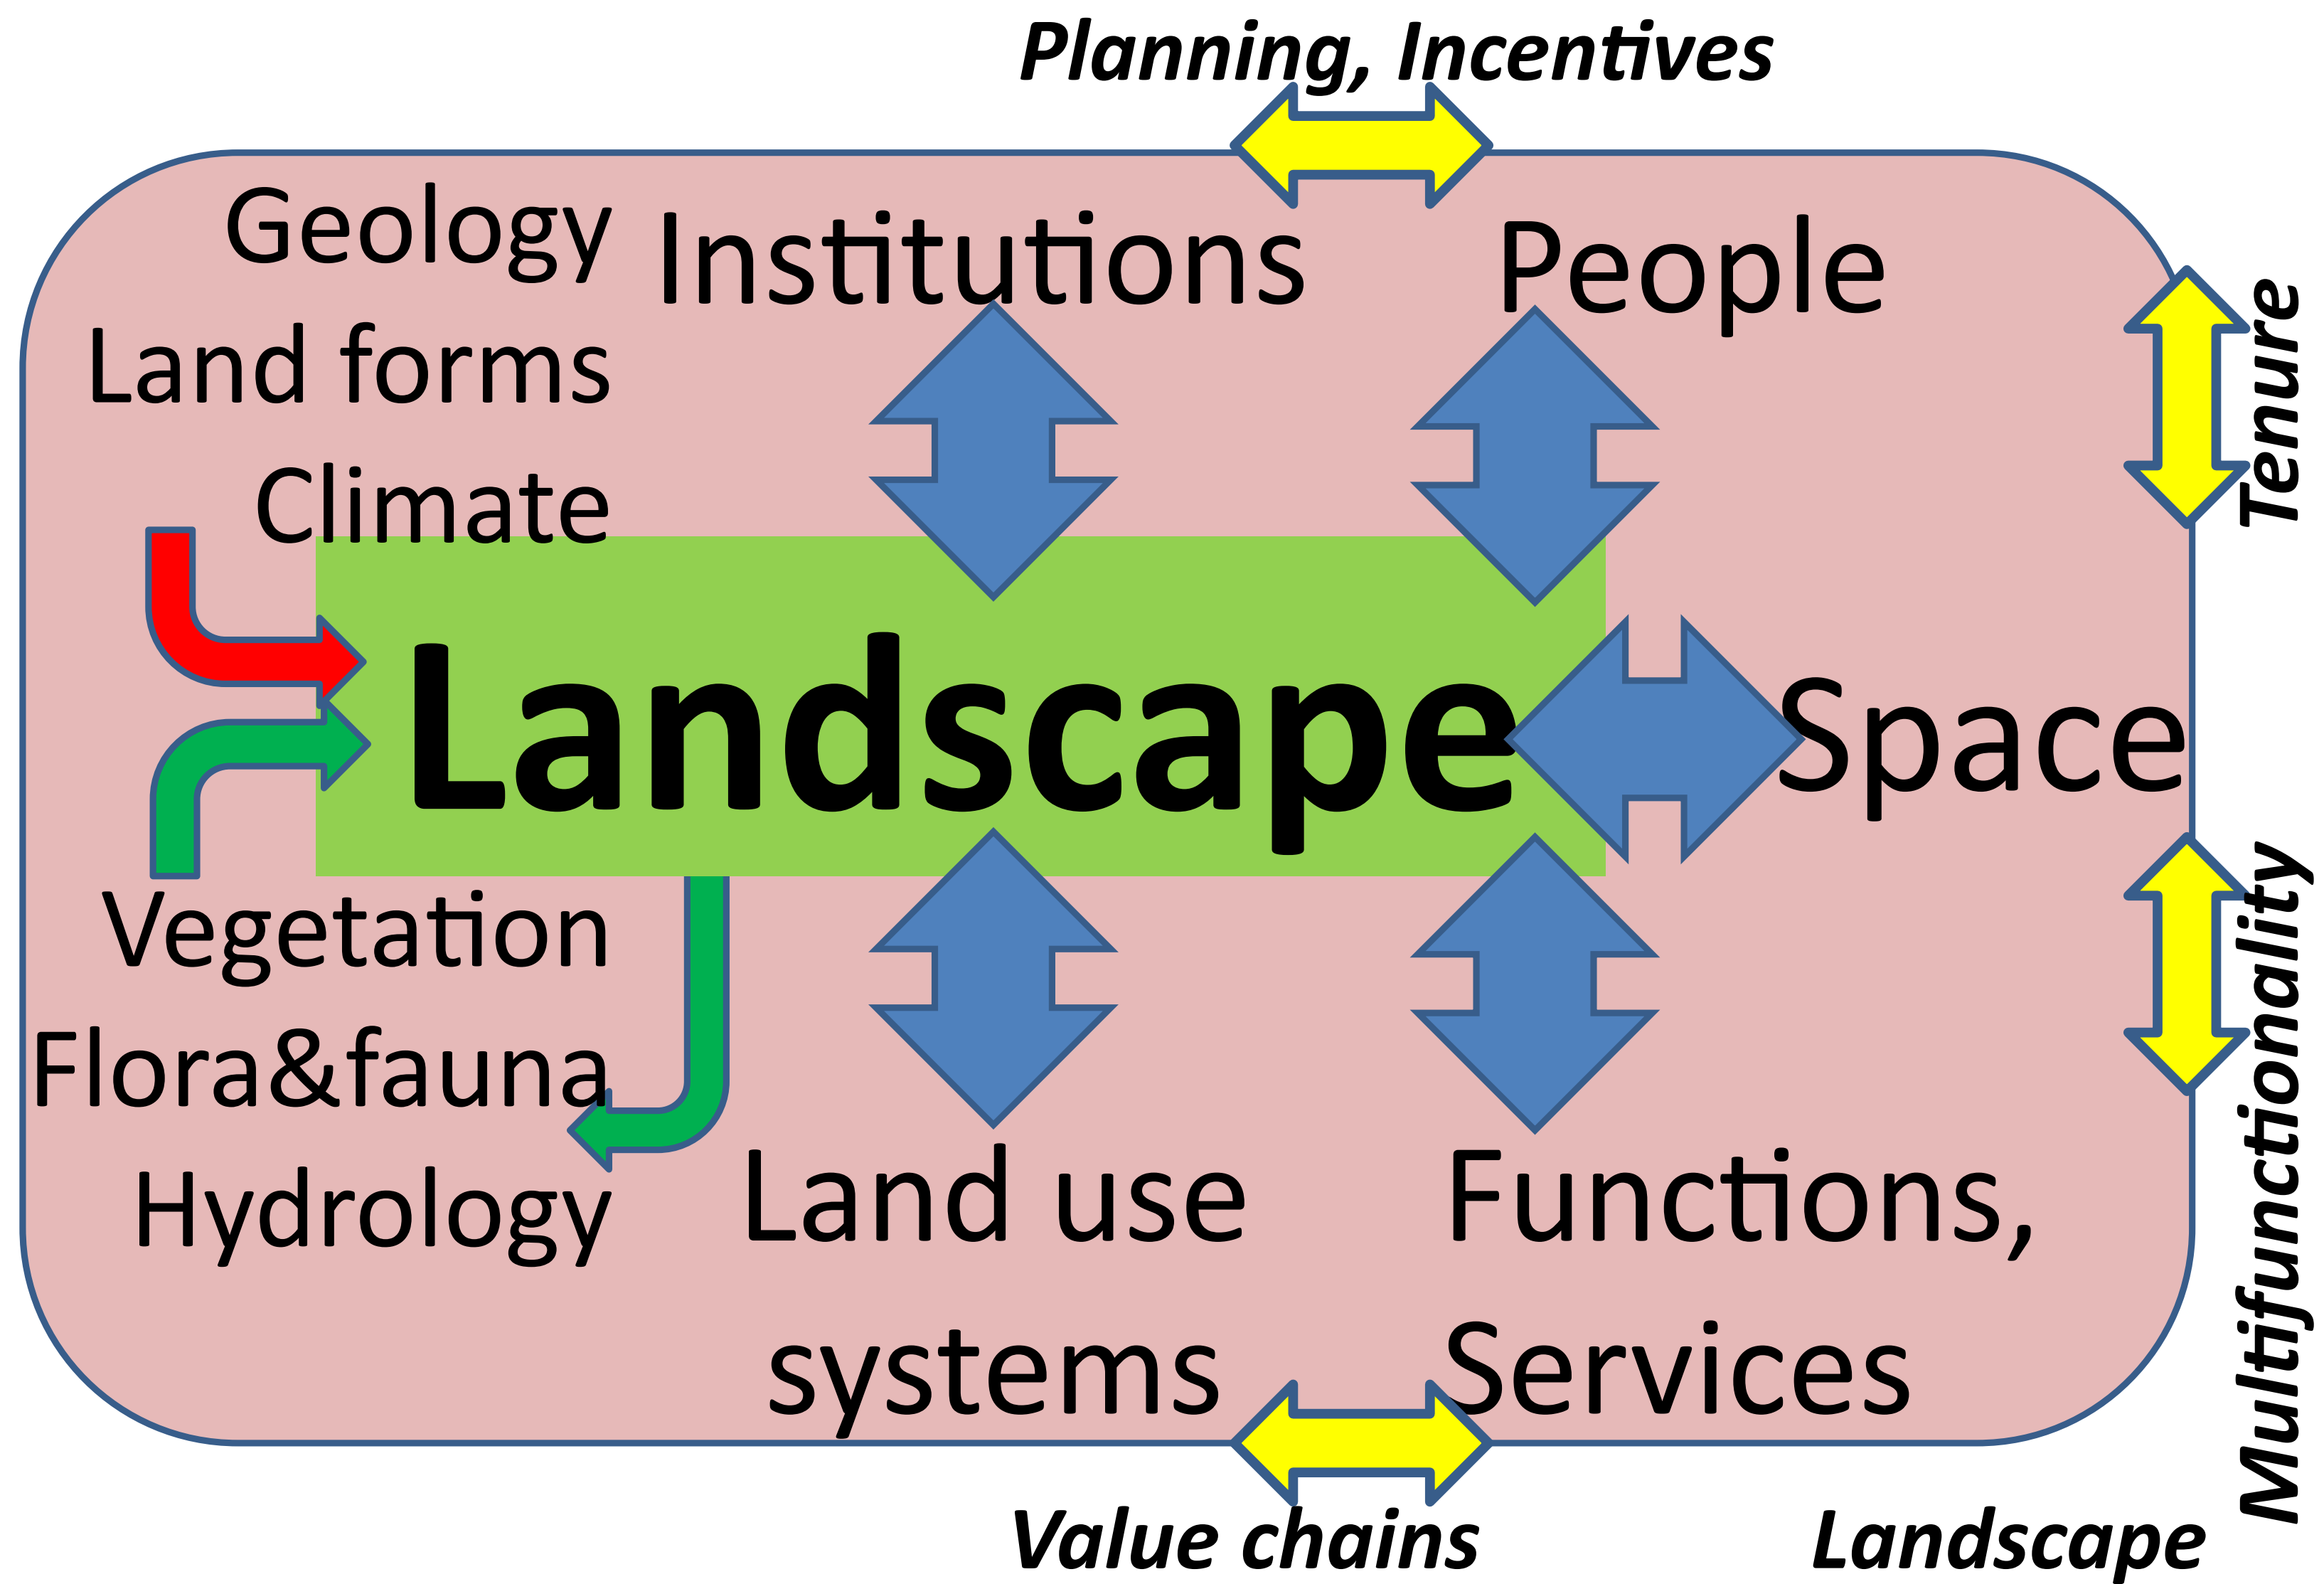 Planning, Incentives
Geology
Institutions
People
Land forms
Climate
Tenure
Landscape
Space
Vegetation
Flora&fauna
Hydrology
Land use
systems
Functions,
Services
Value chains
Landscape
Multifunctionality